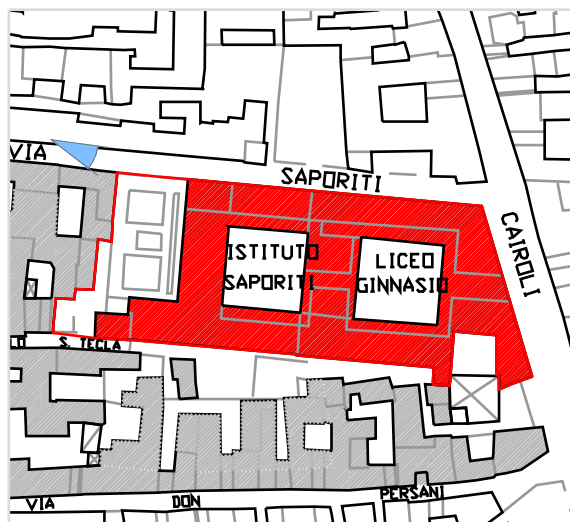 VIA
SAPORITI
CAIROLI
ISTITUTO
SAPORITI
LICEO
GINNASIO
S. TECLA
VIA DON PERSANI